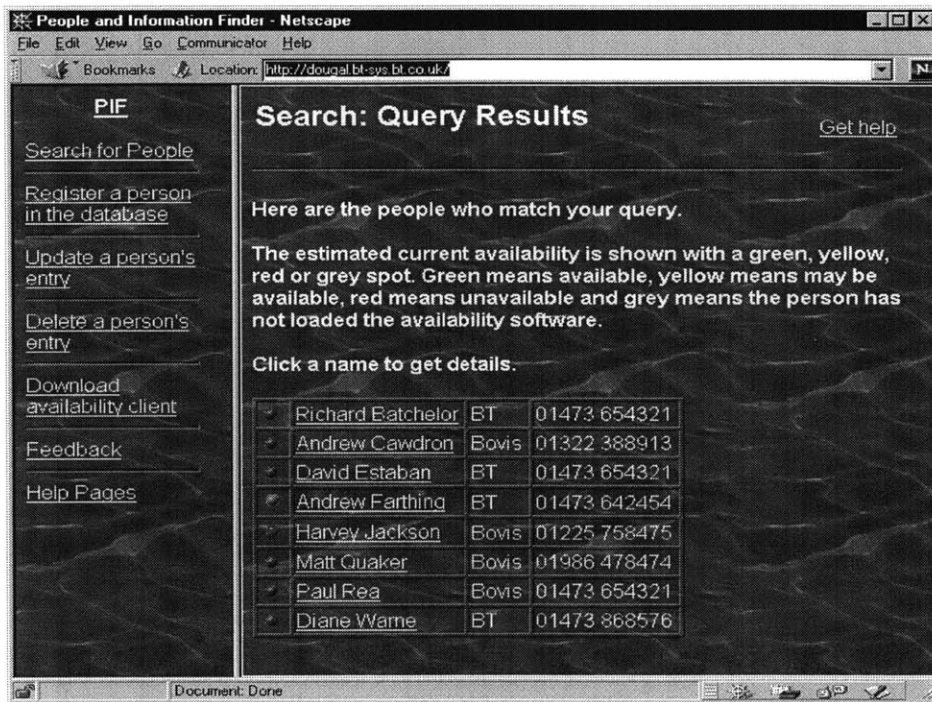 People and Information Finder - Netscape
File Edit View Go Communicator Help
Bookmarks Location: http://dougal.bt-sys.bt.co.uk/ N
PIF
Search for People
Register a person
in the database
Update a person's
entry
Delete a person's
entry
Download
availability client
Feedback
Help Pages
Search: Query Results
Get help
Here are the people who match your query.
The estimated current availability is shown with a green, yellow,
red or grey spot. Green means available, yellow means may be
available, red means unavailable and grey means the person has
not loaded the availability software.
Click a name to get details.
Richard Batchelor BT 01473 654321
Andrew Cawdron Bovis 01322 388913
David Estaban BT 01473 654321
Andrew Farthing BT 01473 642454
Harvey Jackson Bovis 01225 758475
Matt Quaker Bovis 01986 478474
Paul Rea Bovis 01473 654321
Diane Warne BT 01473 868576
Document: Done